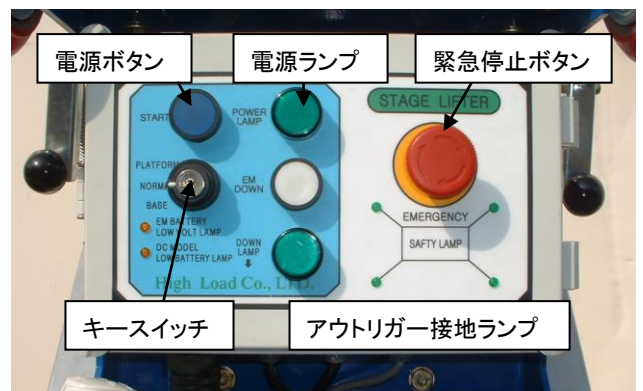 電源ボタン
電源ランプ
緊急停止ボタン
START
POWER
LAMP
STAGE LIFTER
PLATFORM
NORMA
BASE
EM
DOWN
EM BATTERY
LOW VOLT LAMP
DC MODEL
LOW BATTERY LAMP
DOWN
LAMP
EMERGENCY
SAFTY LAMP
High Load Co., LTD.
キースイッチ
アウトリガー接地ランプ